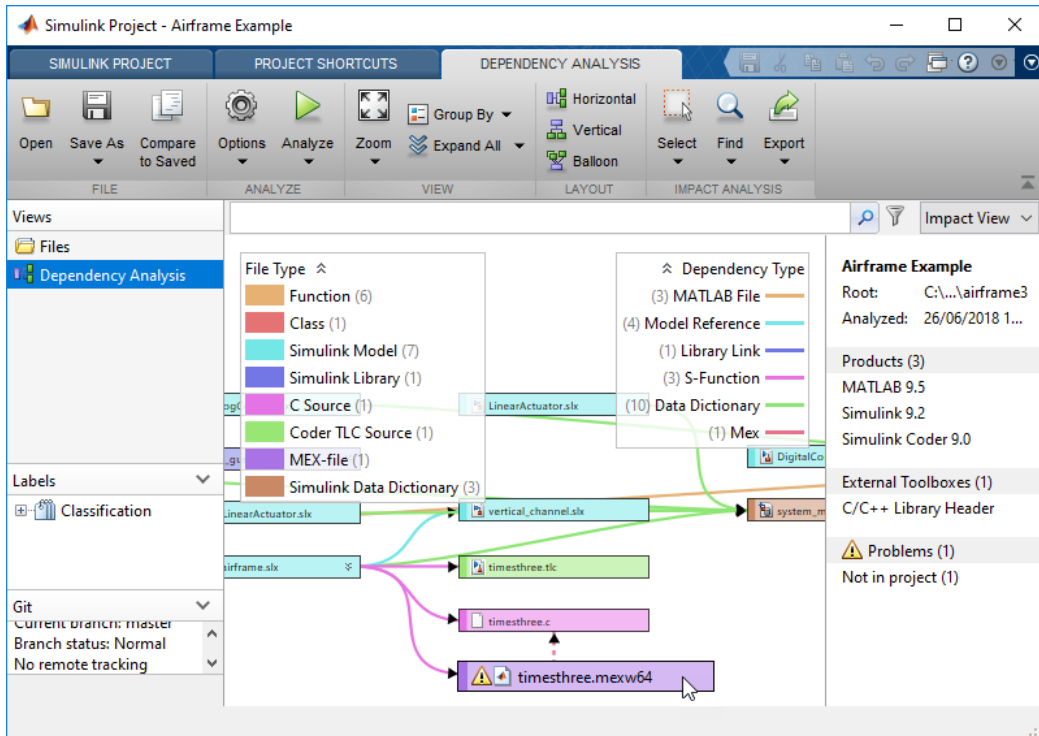 Simulink Project - Airframe Example
SIMULINK PROJECT
PROJECT SHORTCUTS
DEPENDENCY ANALYSIS
Open
Save As
Compare
to Saved
Options
Analyze
Zoom
Group By
Expand All
Horizontal
Vertical
Balloon
Select
Find
Export
FILE
ANALYZE
VIEW
LAYOUT
IMPACT ANALYSIS
Views
Files
Dependency Analysis
Labels
Classification
Git
Current branch: master
Branch status: Normal
No remote tracking
Impact View
File Type
Function (6)
Class (1)
Simulink Model (7)
Simulink Library (1)
C Source (1)
Coder TLC Source (1)
MEX-file (1)
Simulink Data Dictionary (3)
Dependency Type
(3) MATLAB File
(4) Model Reference
(1) Library Link
(3) S-Function
(10) Data Dictionary
(1) Mex
LinearActuator.slx
DigitalCo
LinearActuator.slx
vertical_channel.slx
system_m
airframe.slx
timesthree.tlc
timesthree.c
timesthree.mexw64
Airframe Example
Root: C:\...\airframe3
Analyzed: 26/06/2018 1...
Products (3)
MATLAB 9.5
Simulink 9.2
Simulink Coder 9.0
External Toolboxes (1)
C/C++ Library Header
Problems (1)
Not in project (1)